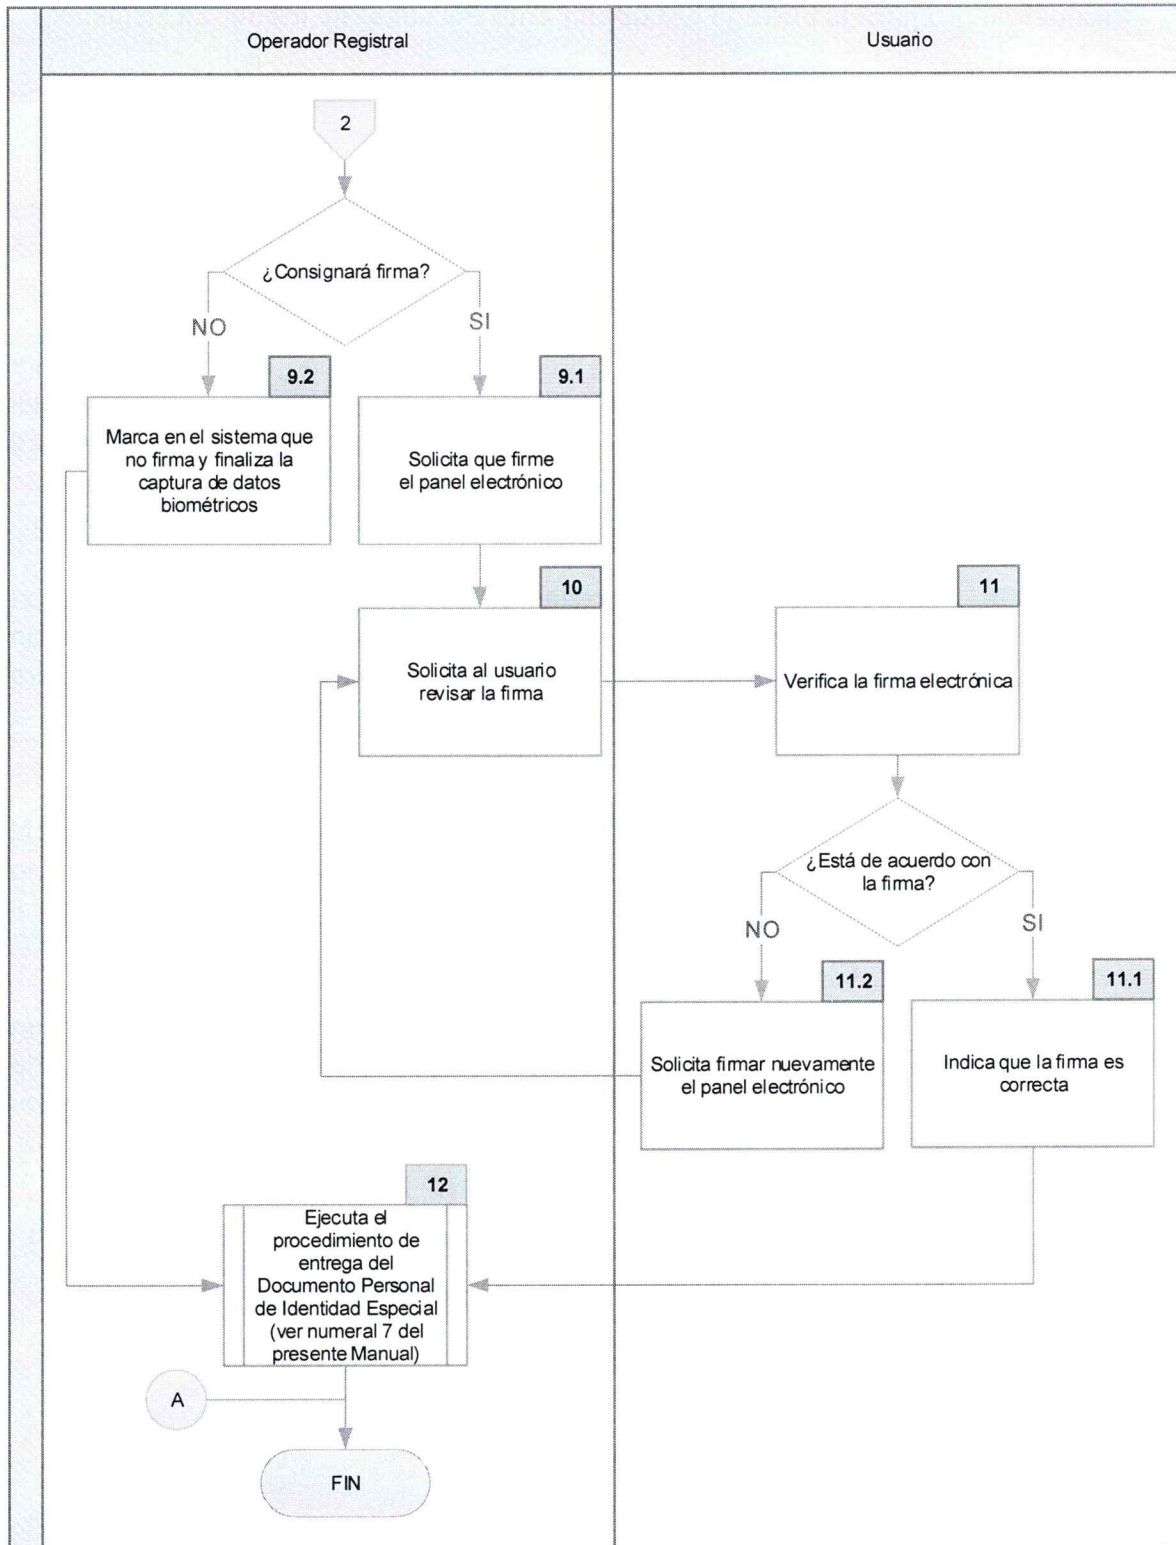 Operador Registral
Usuario
2
¿Consignará firma?
NO
SI
9.2
9.1
Marca en el sistema que
no firma y finaliza la
captura de datos
biométricos
Solicita que firme
el panel electrónico
10
11
Solicita al usuario
revisar la firma
Verifica la firma electrónica
¿Está de acuerdo con
la firma?
NO
SI
11.2
11.1
Solicita firmar nuevamente
el panel electrónico
Indica que la firma es
correcta
12
Ejecuta el
procedimiento de
entrega del
Documento Personal
de Identidad Especial
(ver numeral 7 del
presente Manual)
A
FIN